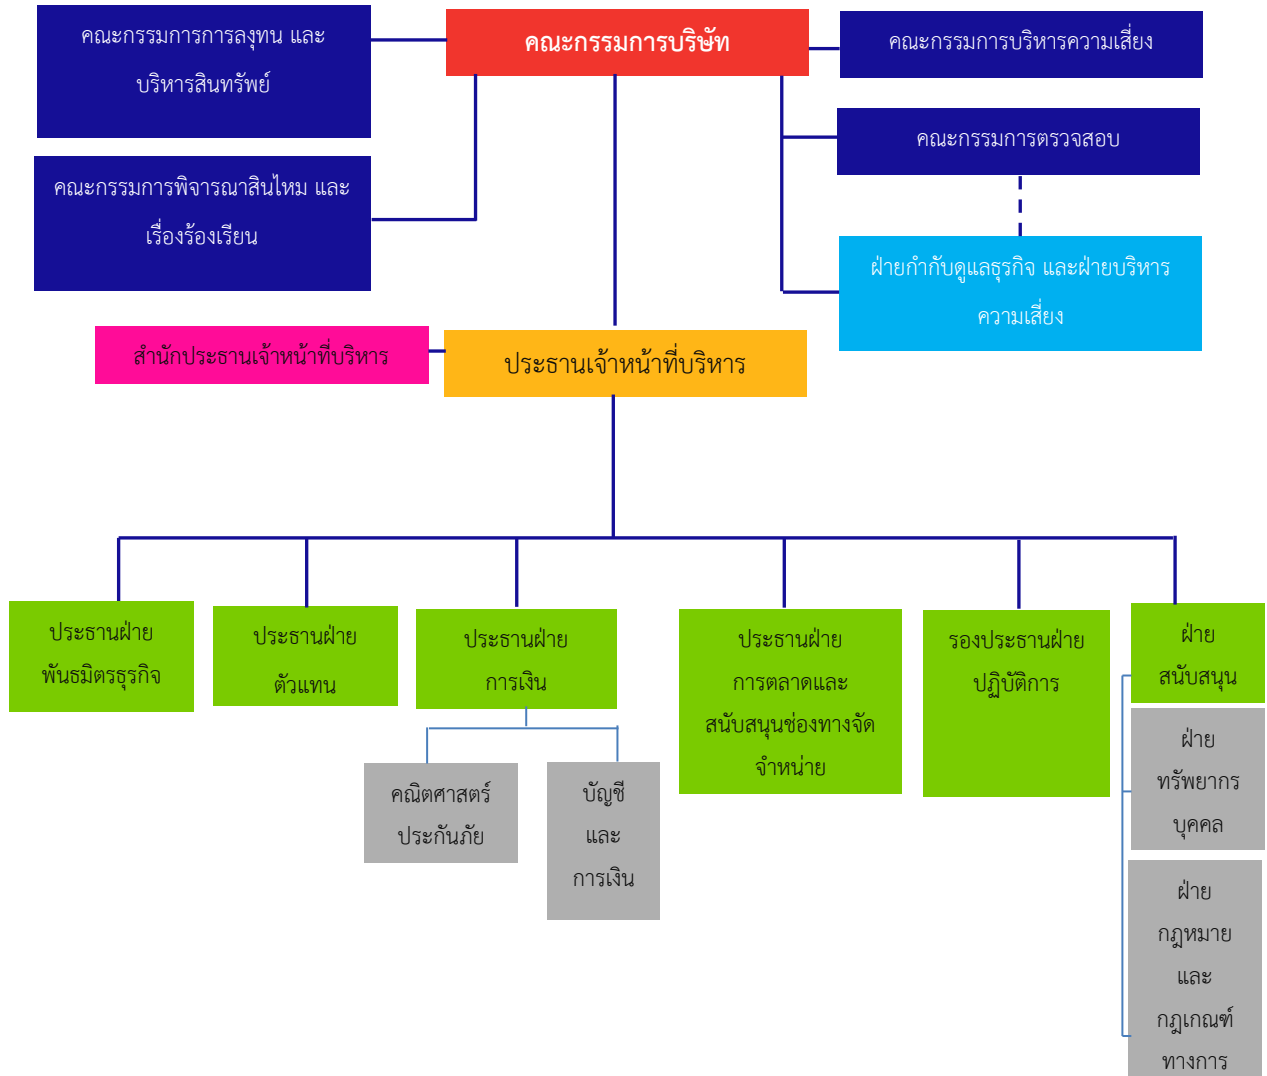 คณะกรรมการการลงทุน และ
บริหารสินทรัพย์
คณะกรรมการบริษัท
คณะกรรมการบริหารความเสี่ยง
คณะกรรมการตรวจสอบ
คณะกรรมการพิจารณาสินไหม และ
เรื่องร้องเรียน
ฝ่ายกำกับดูแลธุรกิจ และฝ่ายบริหาร
ความเสี่ยง
สำนักประธานเจ้าหน้าที่บริหาร
ประธานเจ้าหน้าที่บริหาร
ประธานฝ่าย
พันธมิตรธุรกิจ
ประธานฝ่าย
ตัวแทน
ประธานฝ่าย
การเงิน
ประธานฝ่าย
การตลาดและ
สนับสนุนช่องทางจัด
จำหน่าย
รองประธานฝ่าย
ปฏิบัติการ
ฝ่าย
สนับสนุน
คณิตศาสตร์
ประกันภัย
บัญชี
และ
การเงิน
ฝ่าย
ทรัพยากร
บุคคล
ฝ่าย
กฎหมาย
และ
กฎเกณฑ์
ทางการ